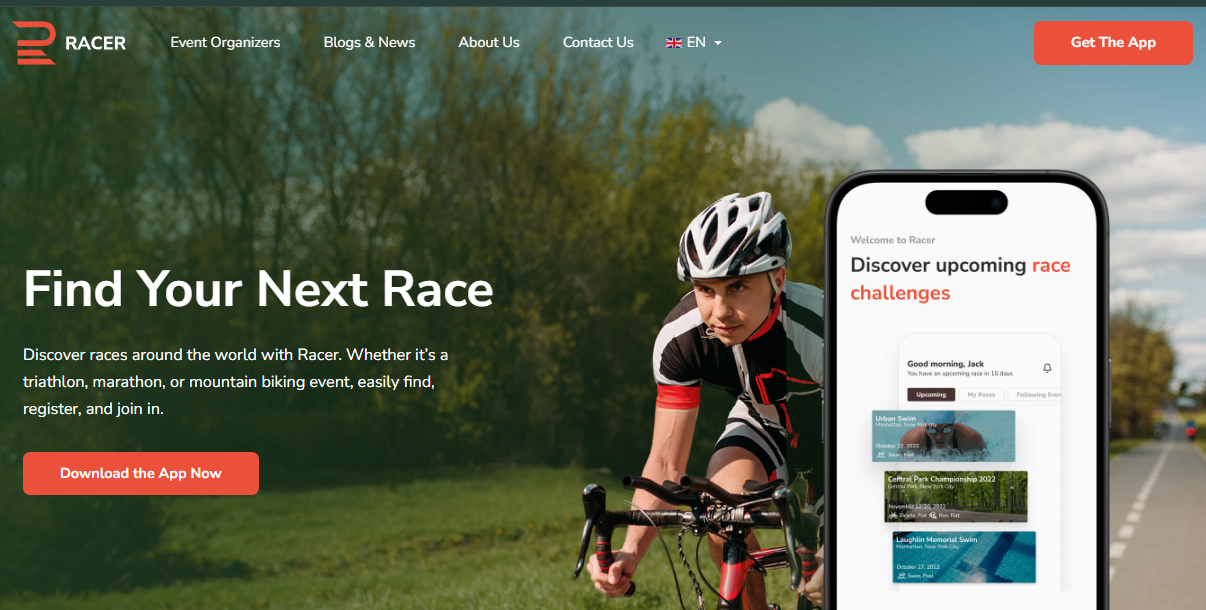 RACER
Event Organizers
Blogs & News
About Us
Contact Us
EN
Get The App
Find Your Next Race
Discover races around the world with Racer. Whether it's a
triathlon, marathon, or mountain biking event, easily find,
register, and join in.
Download the App Now
Welcome to Racer
Discover upcoming race
challenges
Good morning, Jack
You have an upcoming race in 10 days
Upcoming
My Races
Following Even
Urban Swim
Manhattan, New York city
October 22, 2022
Swim, Pool
Central Park Championship 2022
Central Park, New York City
November 12-30, 2022
Bicycle, Flat
Run, Flat
Laughlin Memorial Swim
Manhattan, New York City
October 27, 2022
Swim, Pool